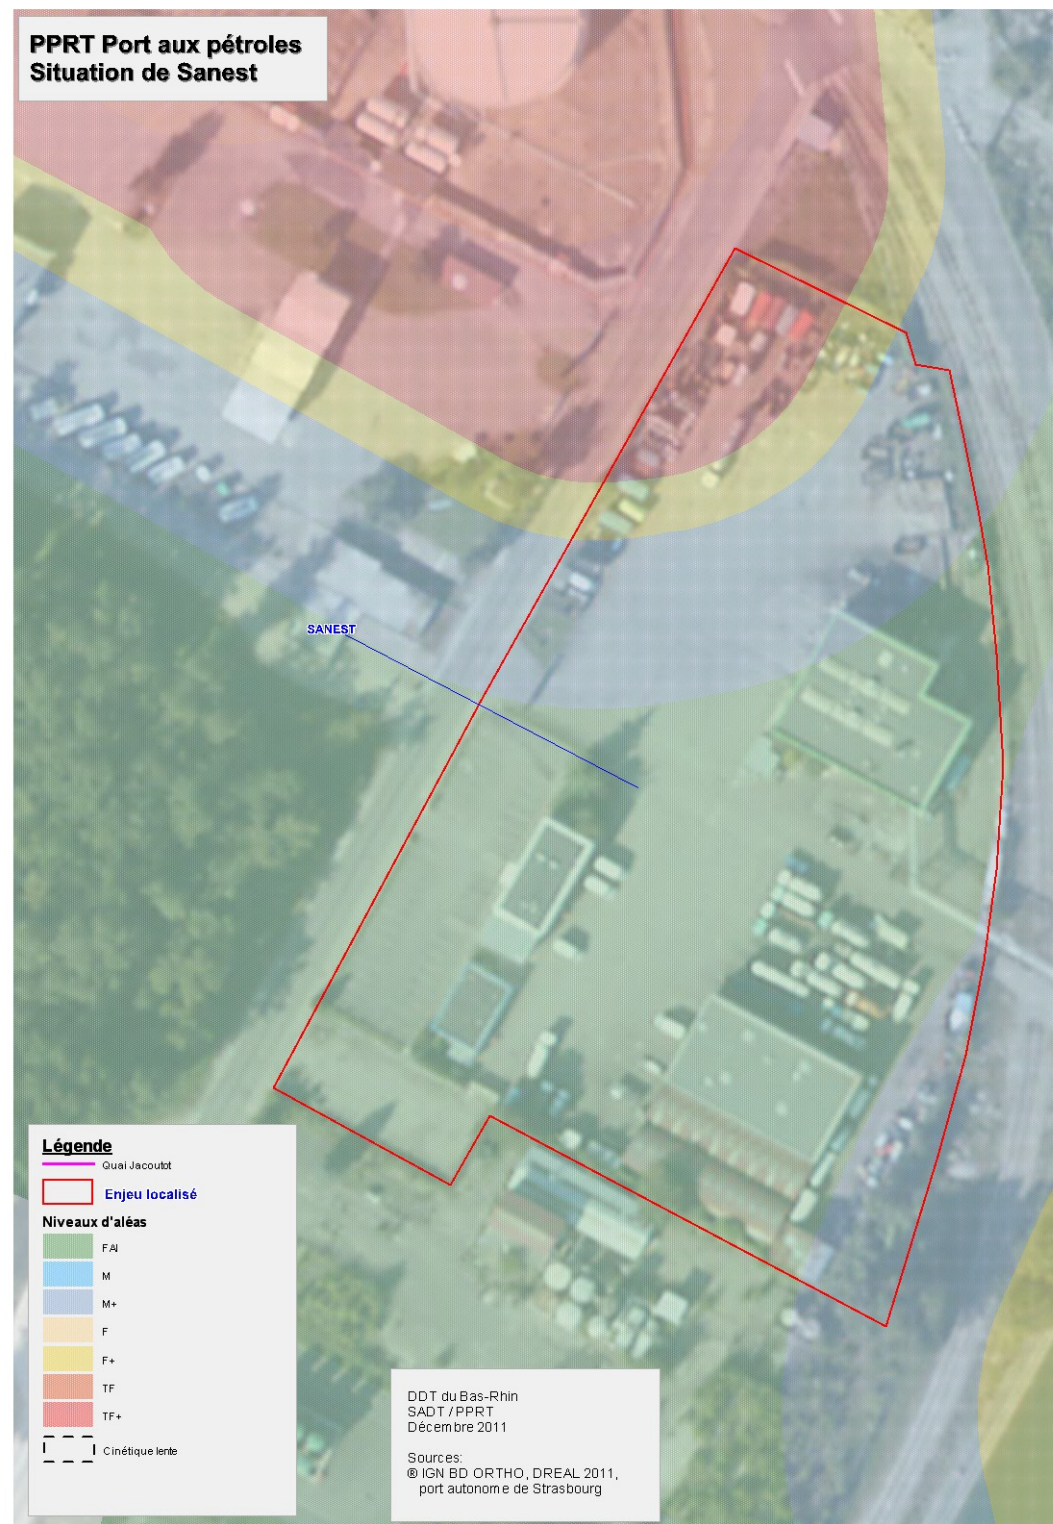 PPRT Port aux pétroles
Situation de Sanest
SANEST
Légende
Quai Jacoutot
Enjeu localisé
Niveaux d'aléas
FAI
M
M+
F
F+
TF
TF+
Cinétique lente
DDT du Bas-Rhin
SADT / PPRT
Décembre 2011
Sources:
® IGN BD ORTHO, DREAL 2011,
port autonome de Strasbourg